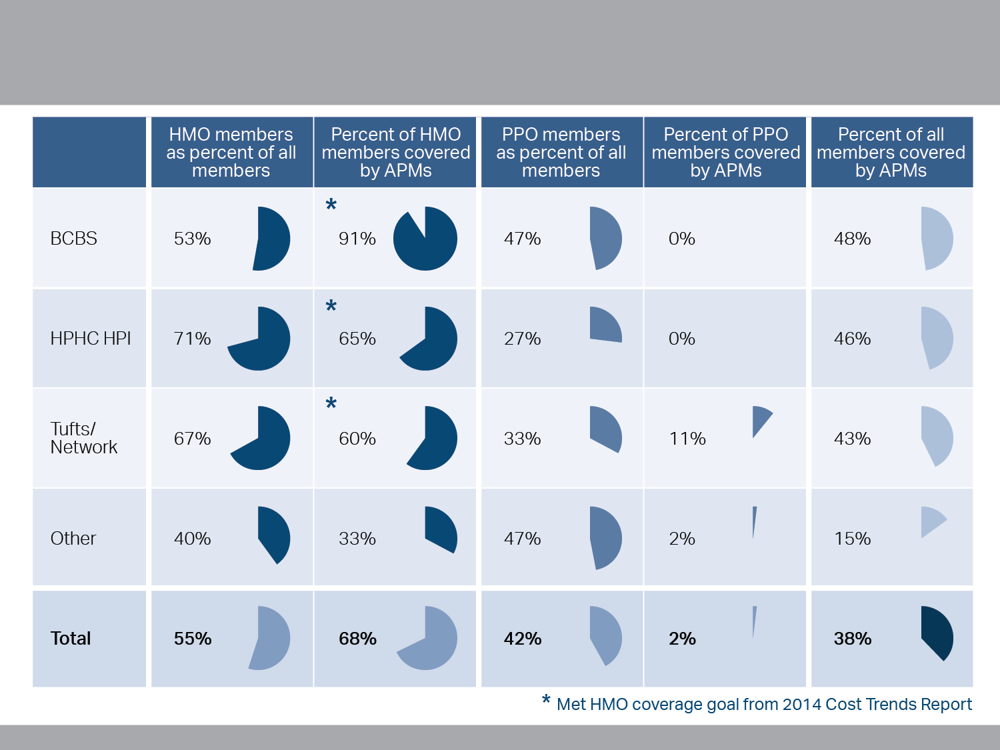 HMO members
as percent of all
members
Percent of HMO
members covered
by APMs
PPO members
as percent of all
members
Percent of PPO
members covered
by APMs
Percent of all
members covered
by APMs
BCBS
53%
*
91%
47%
0%
48%
HPHC HPI
71%
*
65%
27%
0%
46%
Tufts/
Network
67%
*
60%
33%
11%
43%
Other
40%
33%
47%
2%
15%
Total
55%
68%
42%
2%
38%
* Met HMO coverage goal from 2014 Cost Trends Report